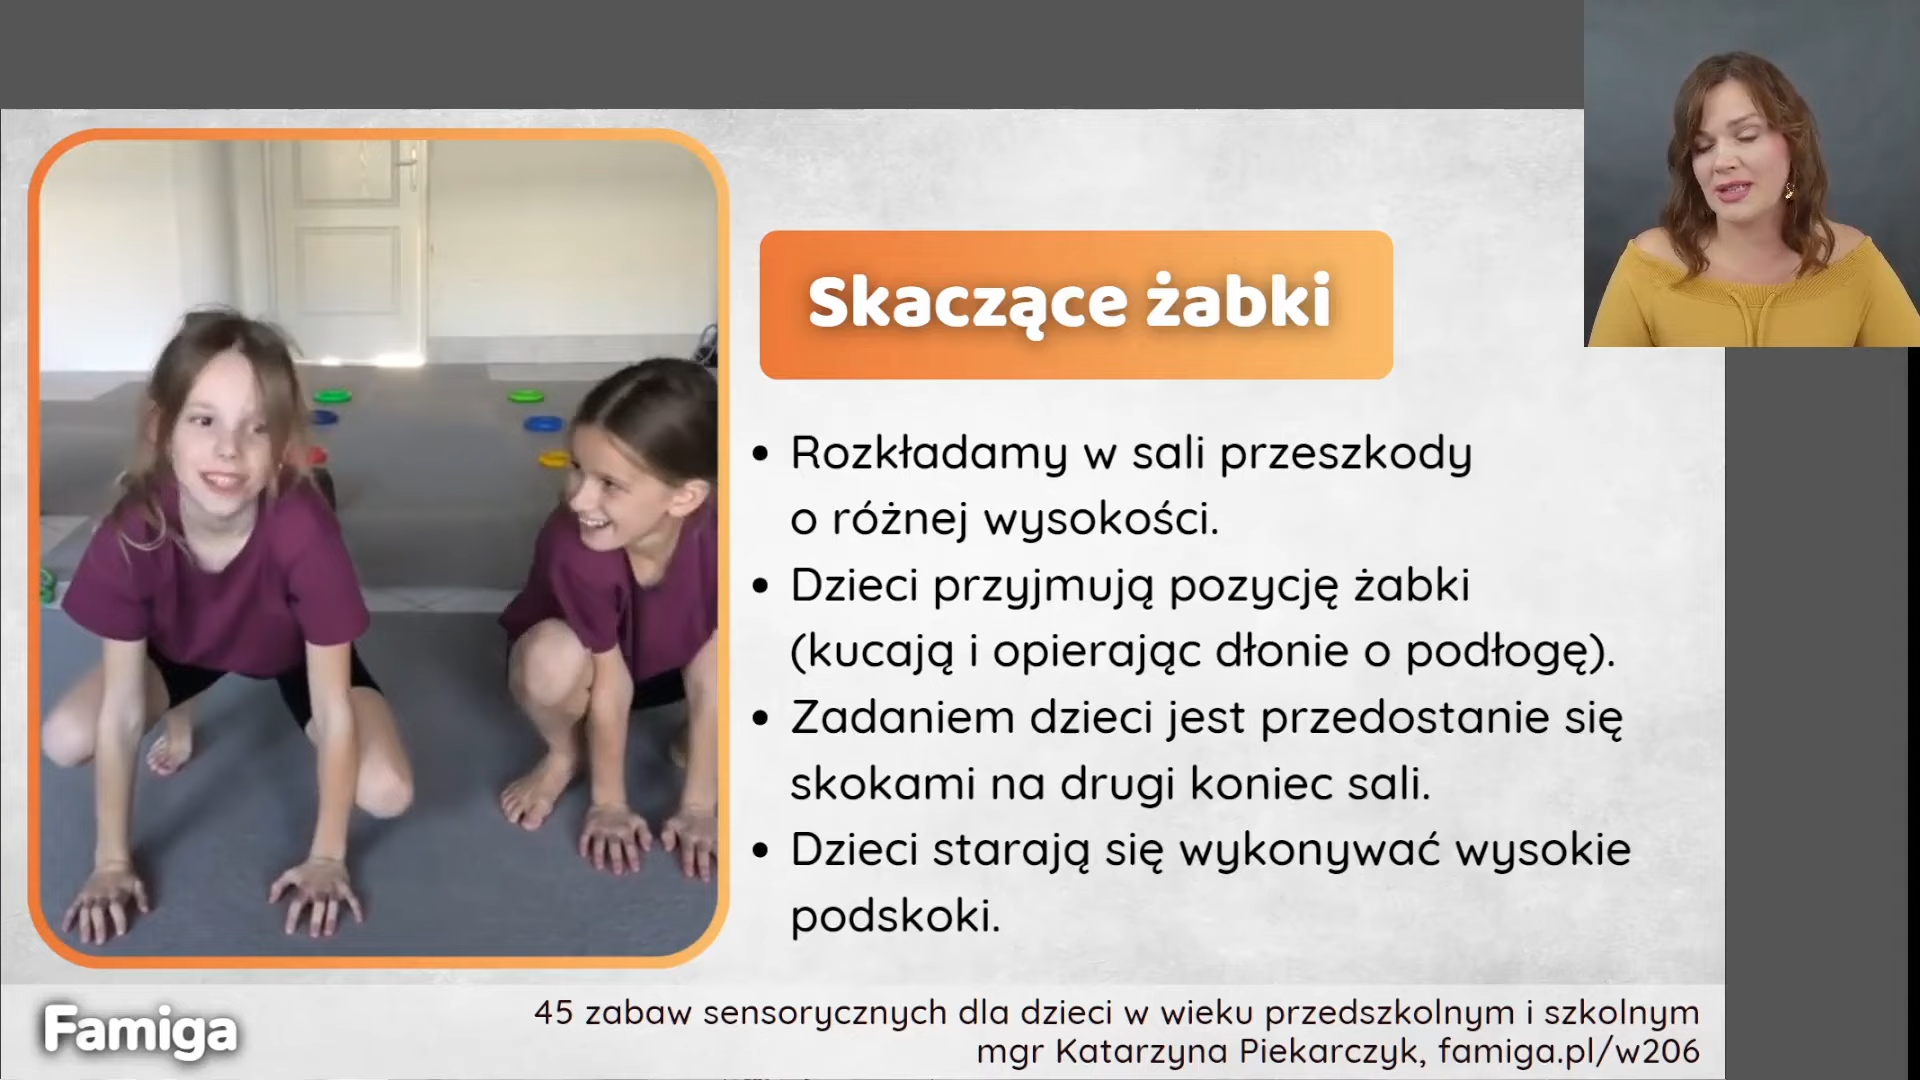 Skaczące żabki
• Rozkładamy w sali przeszkody
o różnej wysokości.
• Dzieci przyjmują pozycję żabki
(kucają i opierając dłonie o podłogę).
• Zadaniem dzieci jest przedostanie się
skokami na drugi koniec sali.
• Dzieci starają się wykonywać wysokie
podskoki.
Famiga
45 zabaw sensorycznych dla dzieci w wieku przedszkolnym i szkolnym
mgr Katarzyna Piekarczyk, famiga.pl/w206